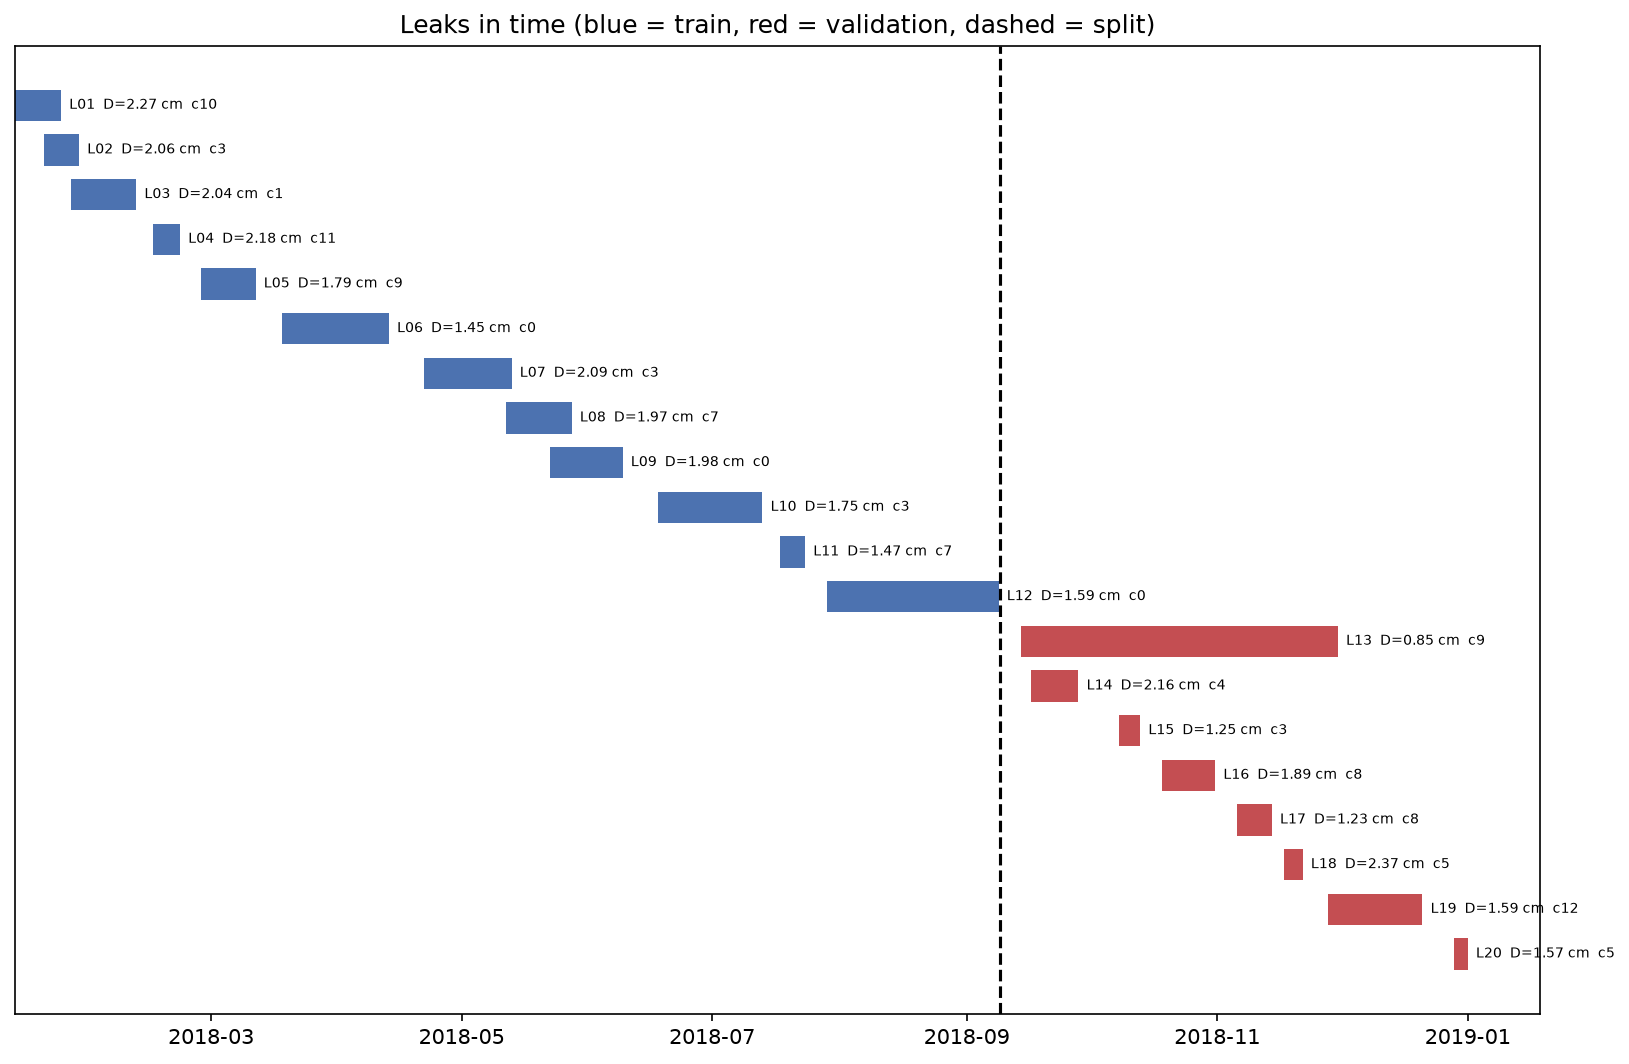 Leaks in time (blue = train, red = validation, dashed = split)
L01 D=2.27 cm c10
L02 D=2.06 cm c3
L03 D=2.04 cm c1
L04 D=2.18 cm c11
L05 D=1.79 cm c9
L06 D=1.45 cm c0
L07 D=2.09 cm c3
L08 D=1.97 cm c7
L09 D=1.98 cm c0
L10 D=1.75 cm c3
L11 D=1.47 cm c7
L12 D=1.59 cm c0
L13 D=0.85 cm c9
L14 D=2.16 cm c4
L15 D=1.25 cm c3
L16 D=1.89 cm c8
L17 D=1.23 cm c8
L18 D=2.37 cm c5
L19 D=1.59 cm c12
L20 D=1.57 cm c5
2018-03 2018-05 2018-07 2018-09 2018-11 2019-01